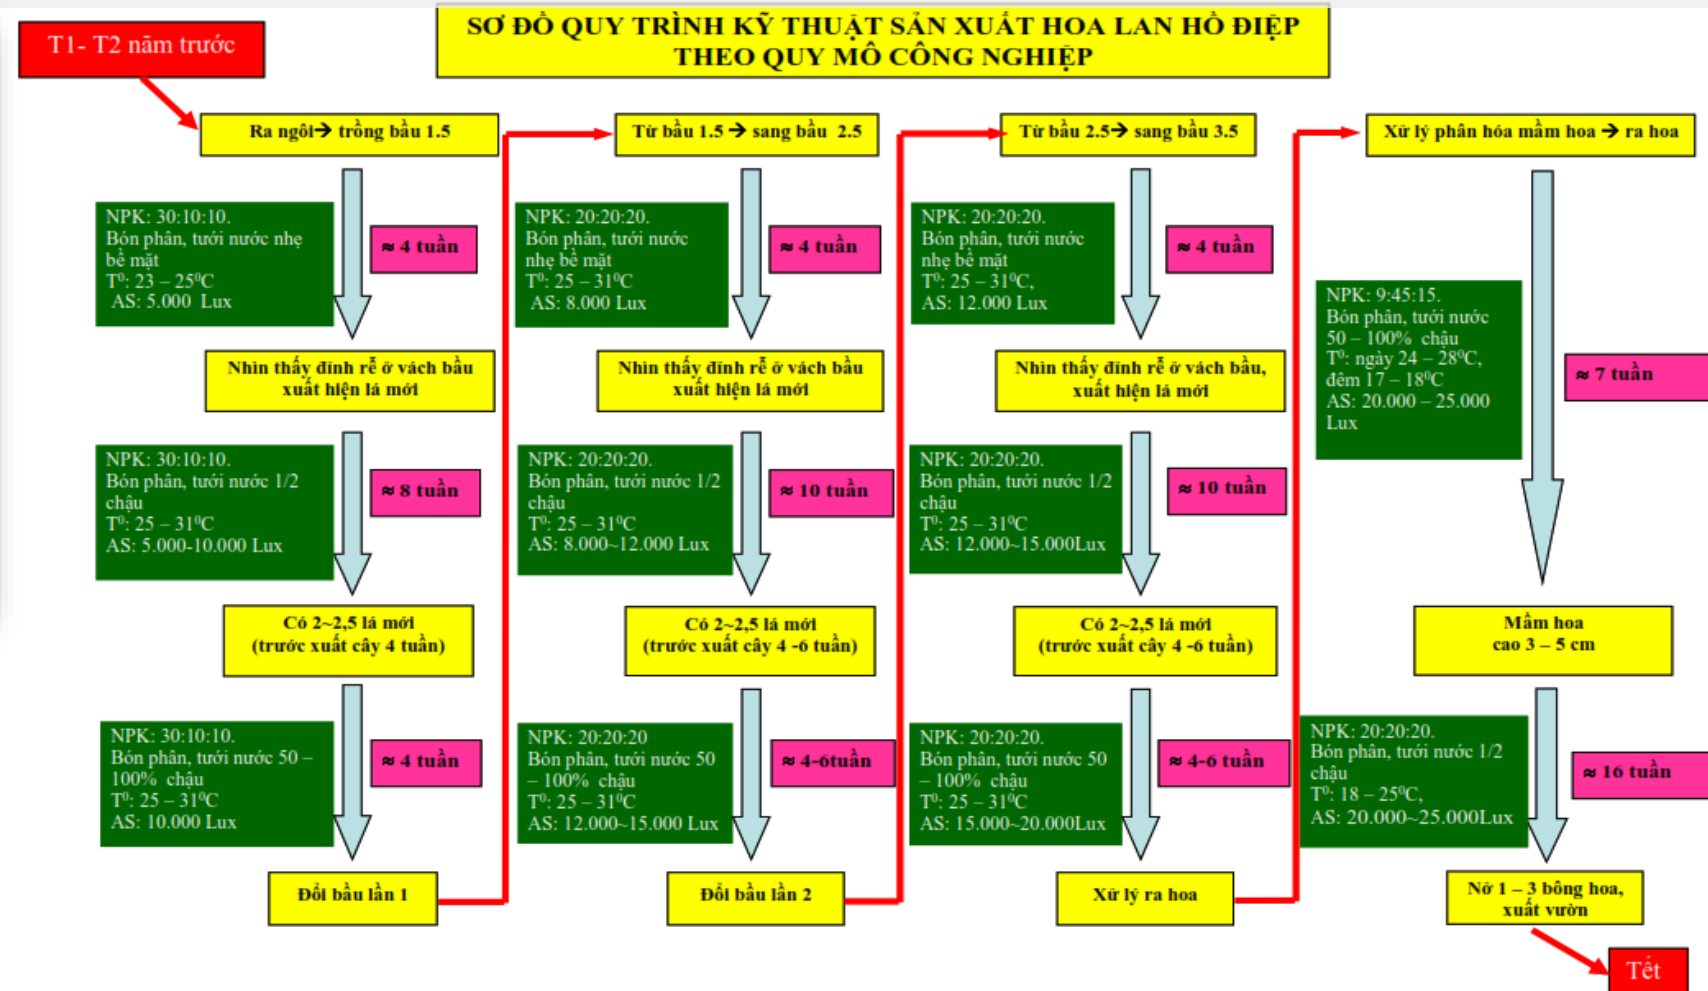 T1- T2 năm trước
SƠ ĐỒ QUY TRÌNH KỸ THUẬT SẢN XUẤT HOA LAN HỒ ĐIỆP
THEO QUY MÔ CÔNG NGHIỆP
Ra ngôi→ trồng bầu 1.5
NPK: 30:10:10.
Bón phân, tưới nước nhẹ
bề mặt
T⁰: 23 – 25⁰C
AS: 5.000 Lux
≈ 4 tuần
Nhìn thấy đỉnh rễ ở vách bầu
xuất hiện lá mới
NPK: 30:10:10.
Bón phân, tưới nước 1/2
chậu
T⁰: 25 – 31⁰C
AS: 5.000-10.000 Lux
≈ 8 tuần
Có 2~2,5 lá mới
(trước xuất cây 4 tuần)
NPK: 30:10:10.
Bón phân, tưới nước 50 –
100% chậu
T⁰: 25 – 31⁰C
AS: 10.000 Lux
≈ 4 tuần
Đổi bầu lần 1
Từ bầu 1.5 → sang bầu 2.5
NPK: 20:20:20.
Bón phân, tưới nước
nhẹ bề mặt
T⁰: 25 – 31⁰C
AS: 8.000 Lux
≈ 4 tuần
Nhìn thấy đỉnh rễ ở vách bầu
xuất hiện lá mới
NPK: 20:20:20.
Bón phân, tưới nước 1/2
chậu
T⁰: 25 – 31⁰C
AS: 8.000~12.000 Lux
≈ 10 tuần
Có 2~2,5 lá mới
(trước xuất cây 4 -6 tuần)
NPK: 20:20:20
Bón phân, tưới nước 50
– 100% chậu
T⁰: 25 – 31⁰C
AS: 12.000~15.000 Lux
≈ 4-6tuần
Đổi bầu lần 2
Từ bầu 2.5→ sang bầu 3.5
NPK: 20:20:20.
Bón phân, tưới nước
nhẹ bề mặt
T⁰: 25 – 31⁰C,
AS: 12.000 Lux
≈ 4 tuần
Nhìn thấy đỉnh rễ ở vách bầu,
xuất hiện lá mới
NPK: 20:20:20.
Bón phân, tưới nước 1/2
chậu
T⁰: 25 – 31⁰C
AS: 12.000~15.000Lux
≈ 10 tuần
Có 2~2,5 lá mới
(trước xuất cây 4 -6 tuần)
NPK: 20:20:20.
Bón phân, tưới nước 50
– 100% chậu
T⁰: 25 – 31⁰C
AS: 15.000~20.000Lux
≈ 4-6 tuần
Xử lý ra hoa
Xử lý phân hóa mầm hoa → ra hoa
NPK: 9:45:15.
Bón phân, tưới nước
50 – 100% chậu
T⁰: ngày 24 – 28⁰C,
đêm 17 – 18⁰C
AS: 20.000 – 25.000
Lux
≈ 7 tuần
Mầm hoa
cao 3 – 5 cm
NPK: 20:20:20.
Bón phân, tưới nước 1/2
chậu
T⁰: 18 – 25⁰C,
AS: 20.000~25.000Lux
≈ 16 tuần
Nở 1 – 3 bông hoa,
xuất vườn
Tết